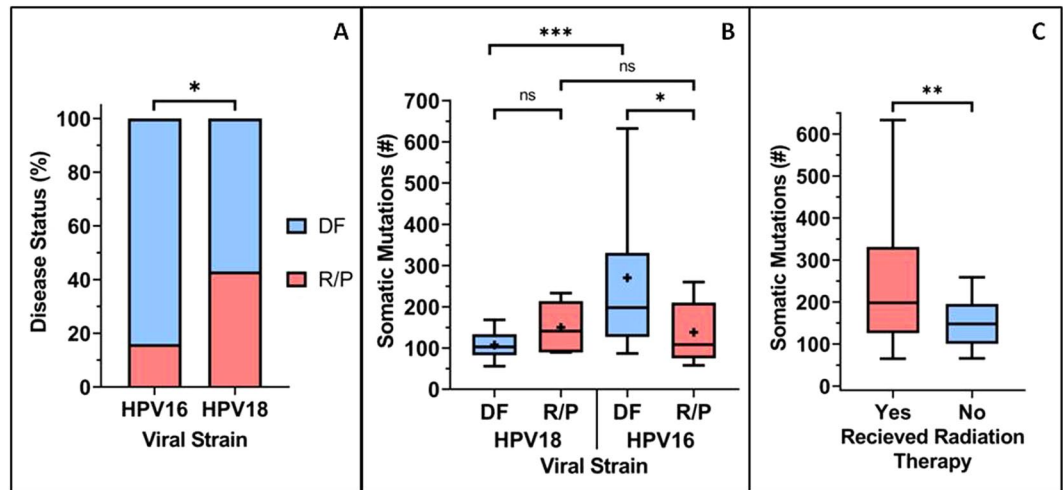 A
*
Disease Status (%)
100
80
60
40
20
0
HPV16 HPV18
Viral Strain
DF
R/P
B
***
ns
ns
*
Somatic Mutations (#)
700
600
500
400
300
200
100
0
DF R/P DF R/P
HPV18 HPV16
Viral Strain
C
**
Somatic Mutations (#)
600
500
400
300
200
100
0
Yes No
Recieved Radiation
Therapy